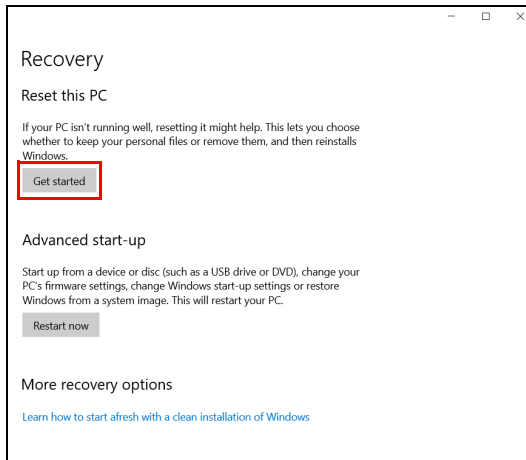 Recovery
Reset this PC
If your PC isn't running well, resetting it might help. This lets you choose
whether to keep your personal files or remove them, and then reinstalls
Windows.
Get started
Advanced start-up
Start up from a device or disc (such as a USB drive or DVD), change your
PC's firmware settings, change Windows start-up settings or restore
Windows from a system image. This will restart your PC.
Restart now
More recovery options
Learn how to start afresh with a clean installation of Windows